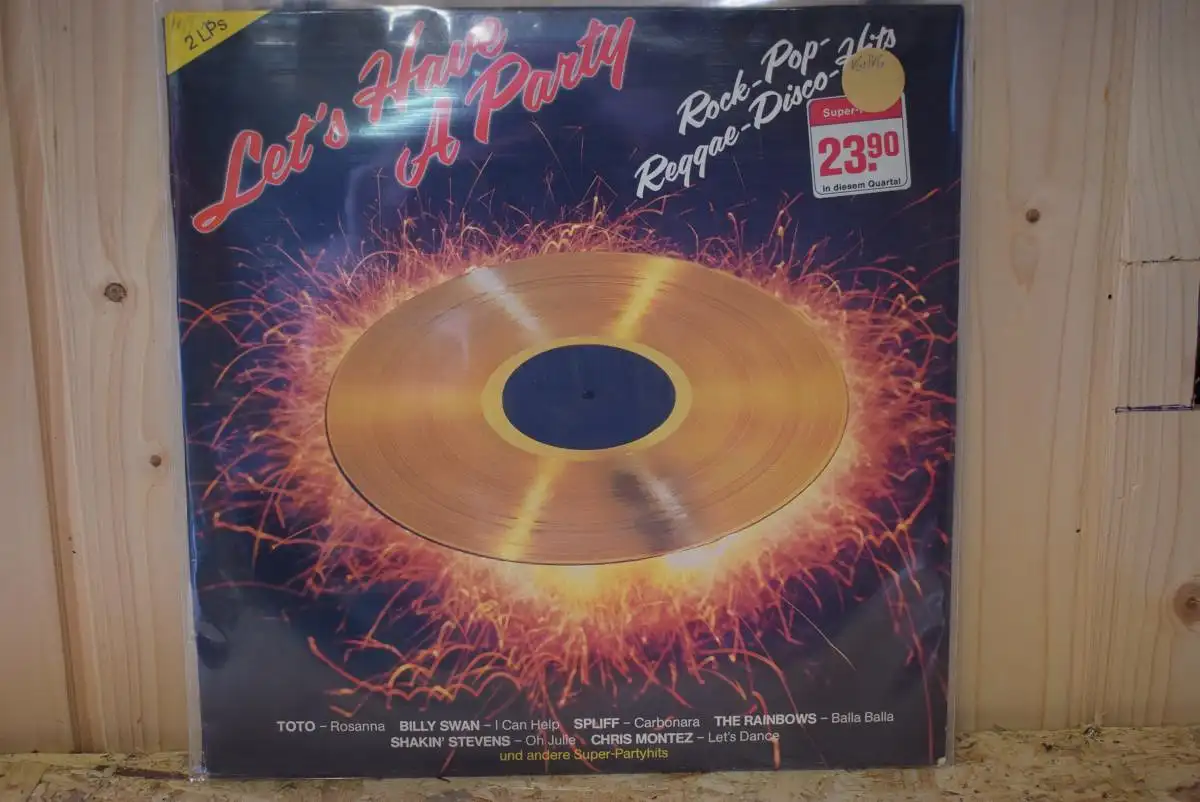 2 LPs
Let's Have
A Party
Rock-Pop-
Reggae-Disco-Hits
Super-
23.90
in diesem Quartal
TOTO – Rosanna BILLY SWAN – I Can Help SPLIFF – Carbonara THE RAINBOWS – Balla Balla
SHAKIN' STEVENS – Oh Julie CHRIS MONTEZ – Let's Dance
und andere Super-Partyhits